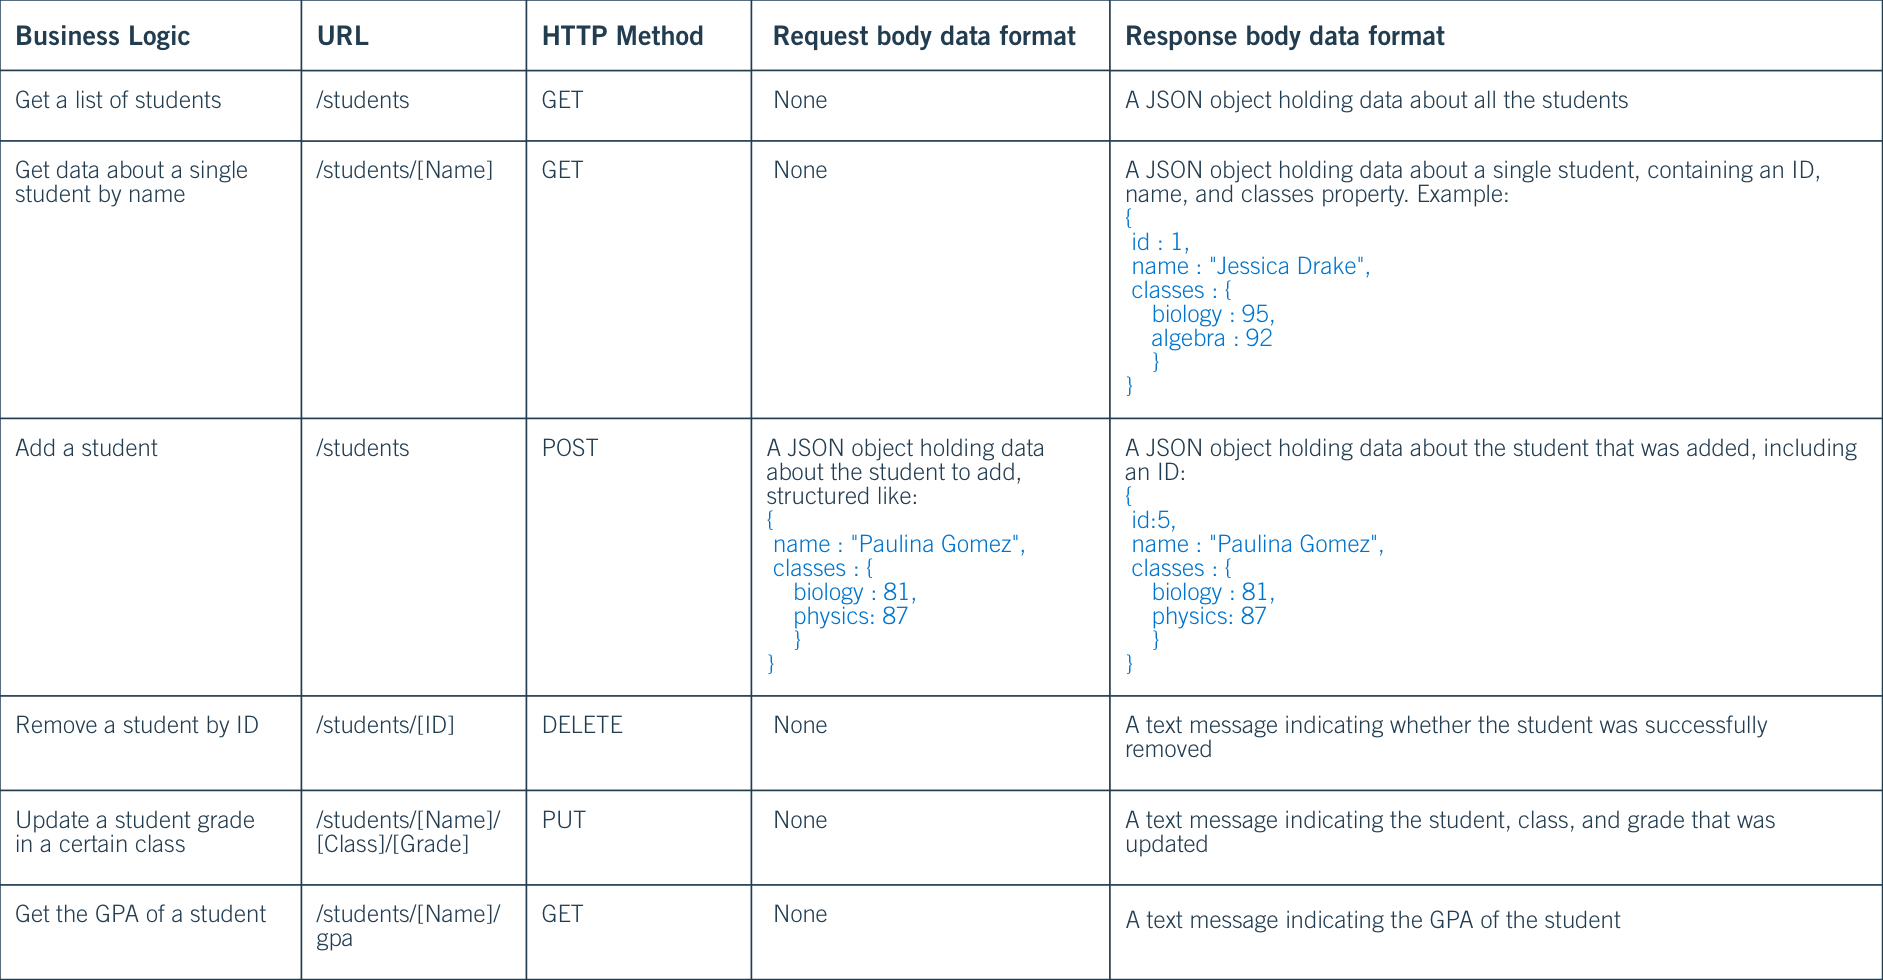 Business Logic
URL
HTTP Method
Request body data format
Response body data format
Get a list of students
/students
GET
None
A JSON object holding data about all the students
Get data about a single
student by name
/students/[Name]
GET
None
A JSON object holding data about a single student, containing an ID,
name, and classes property. Example:
{
id : 1,
name : "Jessica Drake",
classes : {
biology : 95,
algebra : 92
}
}
Add a student
/students
POST
A JSON object holding data
about the student to add,
structured like:
{
name : "Paulina Gomez",
classes : {
biology : 81,
physics: 87
}
}
A JSON object holding data about the student that was added, including
an ID:
{
id:5,
name : "Paulina Gomez",
classes : {
biology : 81,
physics: 87
}
}
Remove a student by ID
/students/[ID]
DELETE
None
A text message indicating whether the student was successfully
removed
Update a student grade
in a certain class
/students/[Name]/
[Class]/[Grade]
PUT
None
A text message indicating the student, class, and grade that was
updated
Get the GPA of a student
/students/[Name]/
gpa
GET
None
A text message indicating the GPA of the student